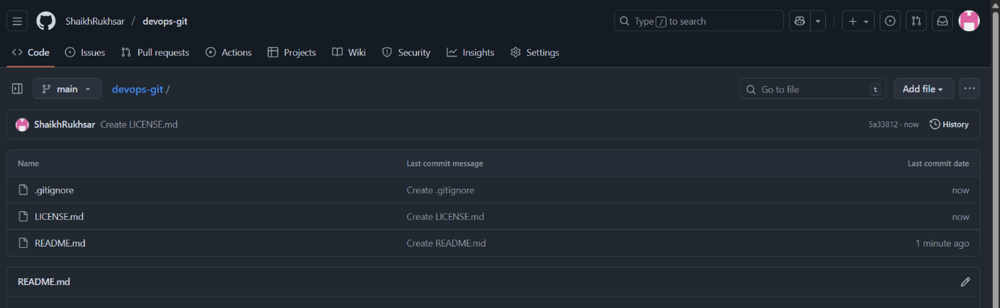 ShaikhRukhsar / devops-git
Type / to search
Code Issues Pull requests Actions Projects Wiki Security Insights Settings
main devops-git / Go to file t Add file ...
ShaikhRukhsar Create LICENSE.md 5a33812 · now History
Name Last commit message Last commit date
.gitignore Create .gitignore now
LICENSE.md Create LICENSE.md now
README.md Create README.md 1 minute ago
README.md